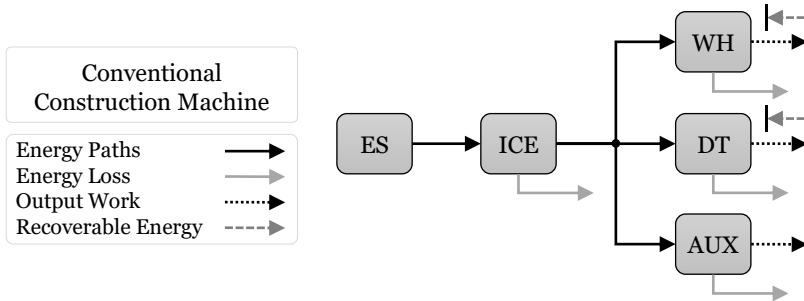 Conventional
Construction Machine
Energy Paths
Energy Loss
Output Work
Recoverable Energy
ES
ICE
WH
DT
AUX